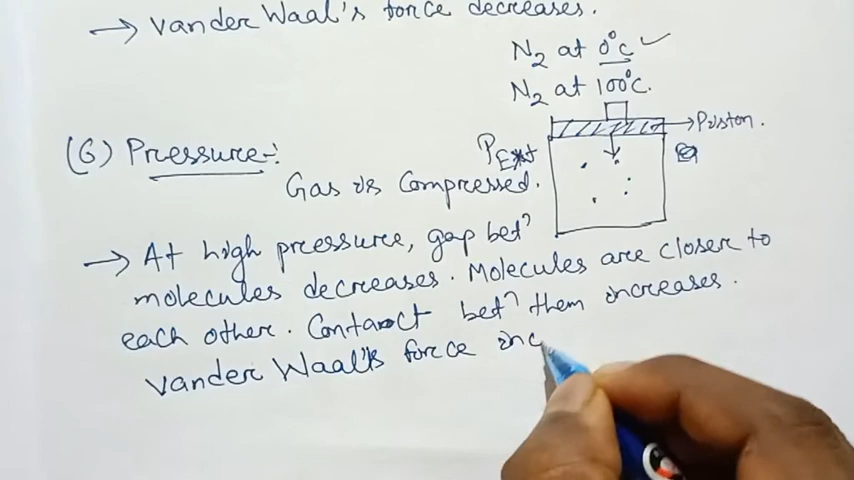 → Vander Waal's force decreases.
N₂ at 0°C ✓
N₂ at 100°C.
→ Piston.
(6) Pressure:-
P_Ext
Gas is Compressed.
→ At high pressure, gap betⁿ
molecules decreases. Molecules are closer to
each other. Contact betⁿ them increases.
Vander Waal's force inc